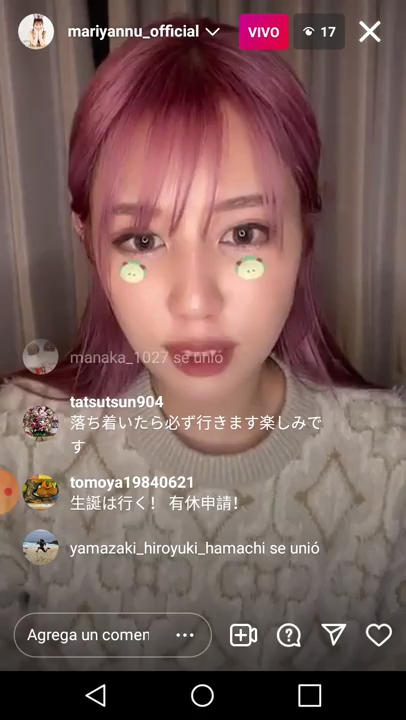 mariyannu_official
VIVO
17
manaka_1027 se unió
tatsutsun904
落ち着いたら必ず行きます楽しみで
す
tomoya19840621
生誕は行く！ 有休申請！
yamazaki_hiroyuki_hamachi se unió
Agrega un comen